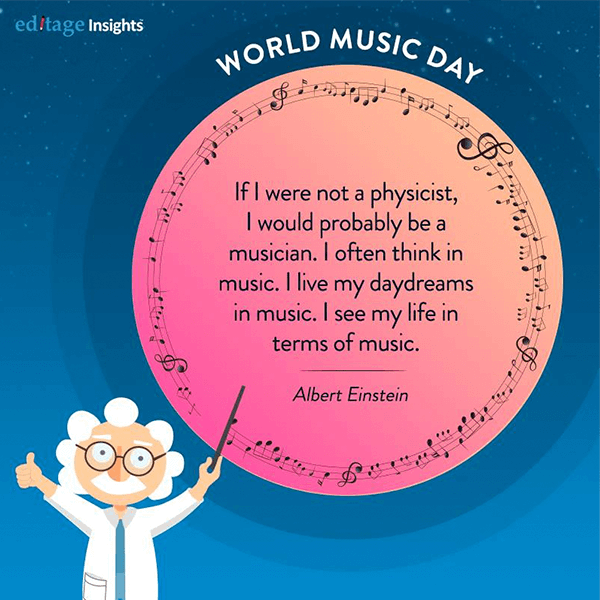 editage Insights™
WORLD MUSIC DAY
If I were not a physicist,
I would probably be a
musician. I often think in
music. I live my daydreams
in music. I see my life in
terms of music.
Albert Einstein